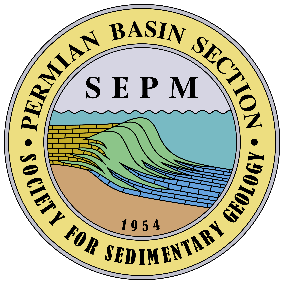 PERMIAN BASIN SECTION
SEPM
1954
• SOCIETY FOR SEDIMENTARY GEOLOGY •